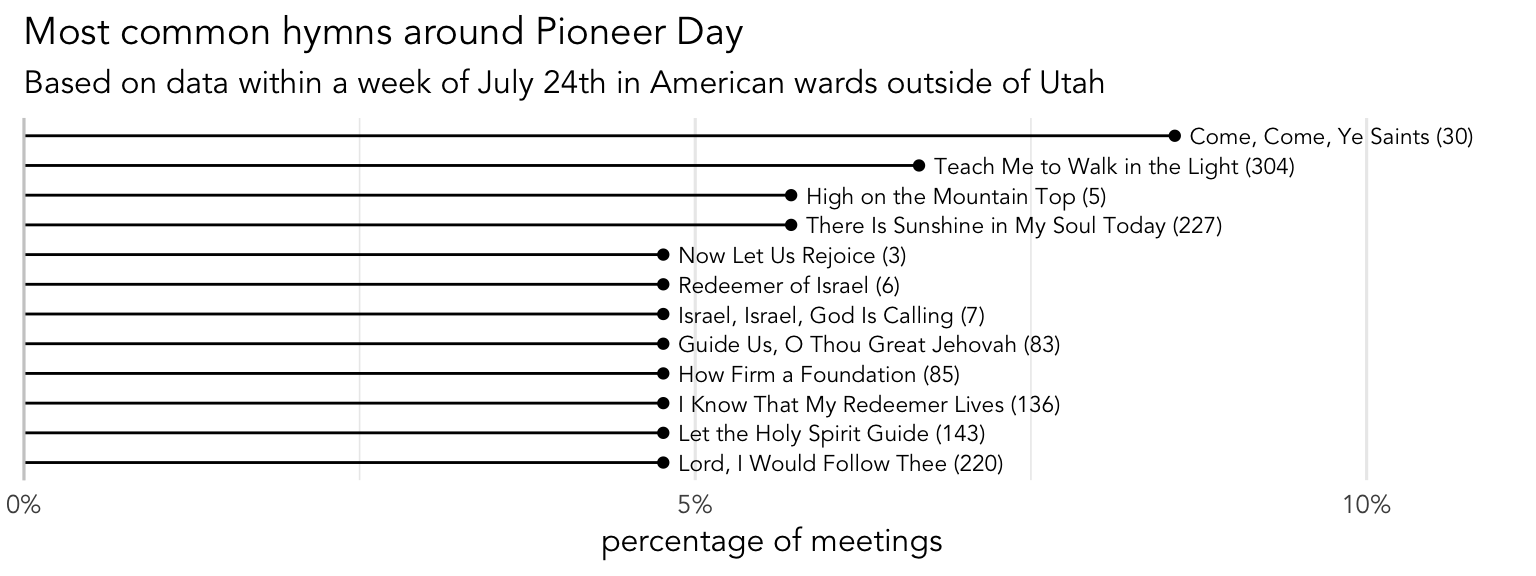 Most common hymns around Pioneer Day
Based on data within a week of July 24th in American wards outside of Utah
Come, Come, Ye Saints (30)
Teach Me to Walk in the Light (304)
High on the Mountain Top (5)
There Is Sunshine in My Soul Today (227)
Now Let Us Rejoice (3)
Redeemer of Israel (6)
Israel, Israel, God Is Calling (7)
Guide Us, O Thou Great Jehovah (83)
How Firm a Foundation (85)
I Know That My Redeemer Lives (136)
Let the Holy Spirit Guide (143)
Lord, I Would Follow Thee (220)
0% 5% 10%
percentage of meetings